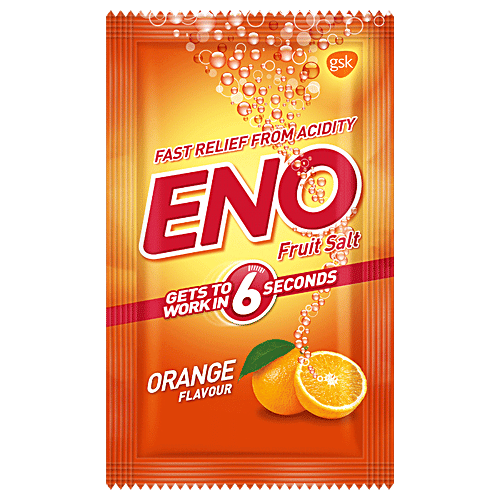 gsk
FAST RELIEF FROM ACIDITY
ENO
Fruit Salt
GETS TO
WORK IN 6 SECONDS
ORANGE
FLAVOUR